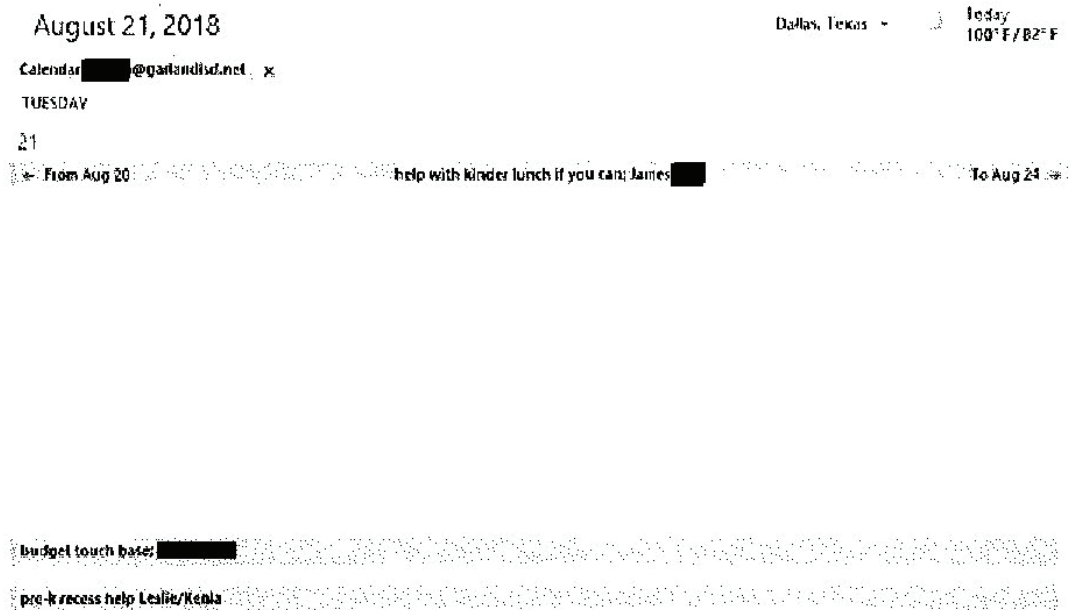 August 21, 2018
Dallas, Texas
Today
100° F / 82° F
Calendar @garlandisd.net x
TUESDAY
21
← From Aug 20 help with kinder lunch if you can; James To Aug 24 →
budget touch base;
pre-k recess help Leslie/Kenia